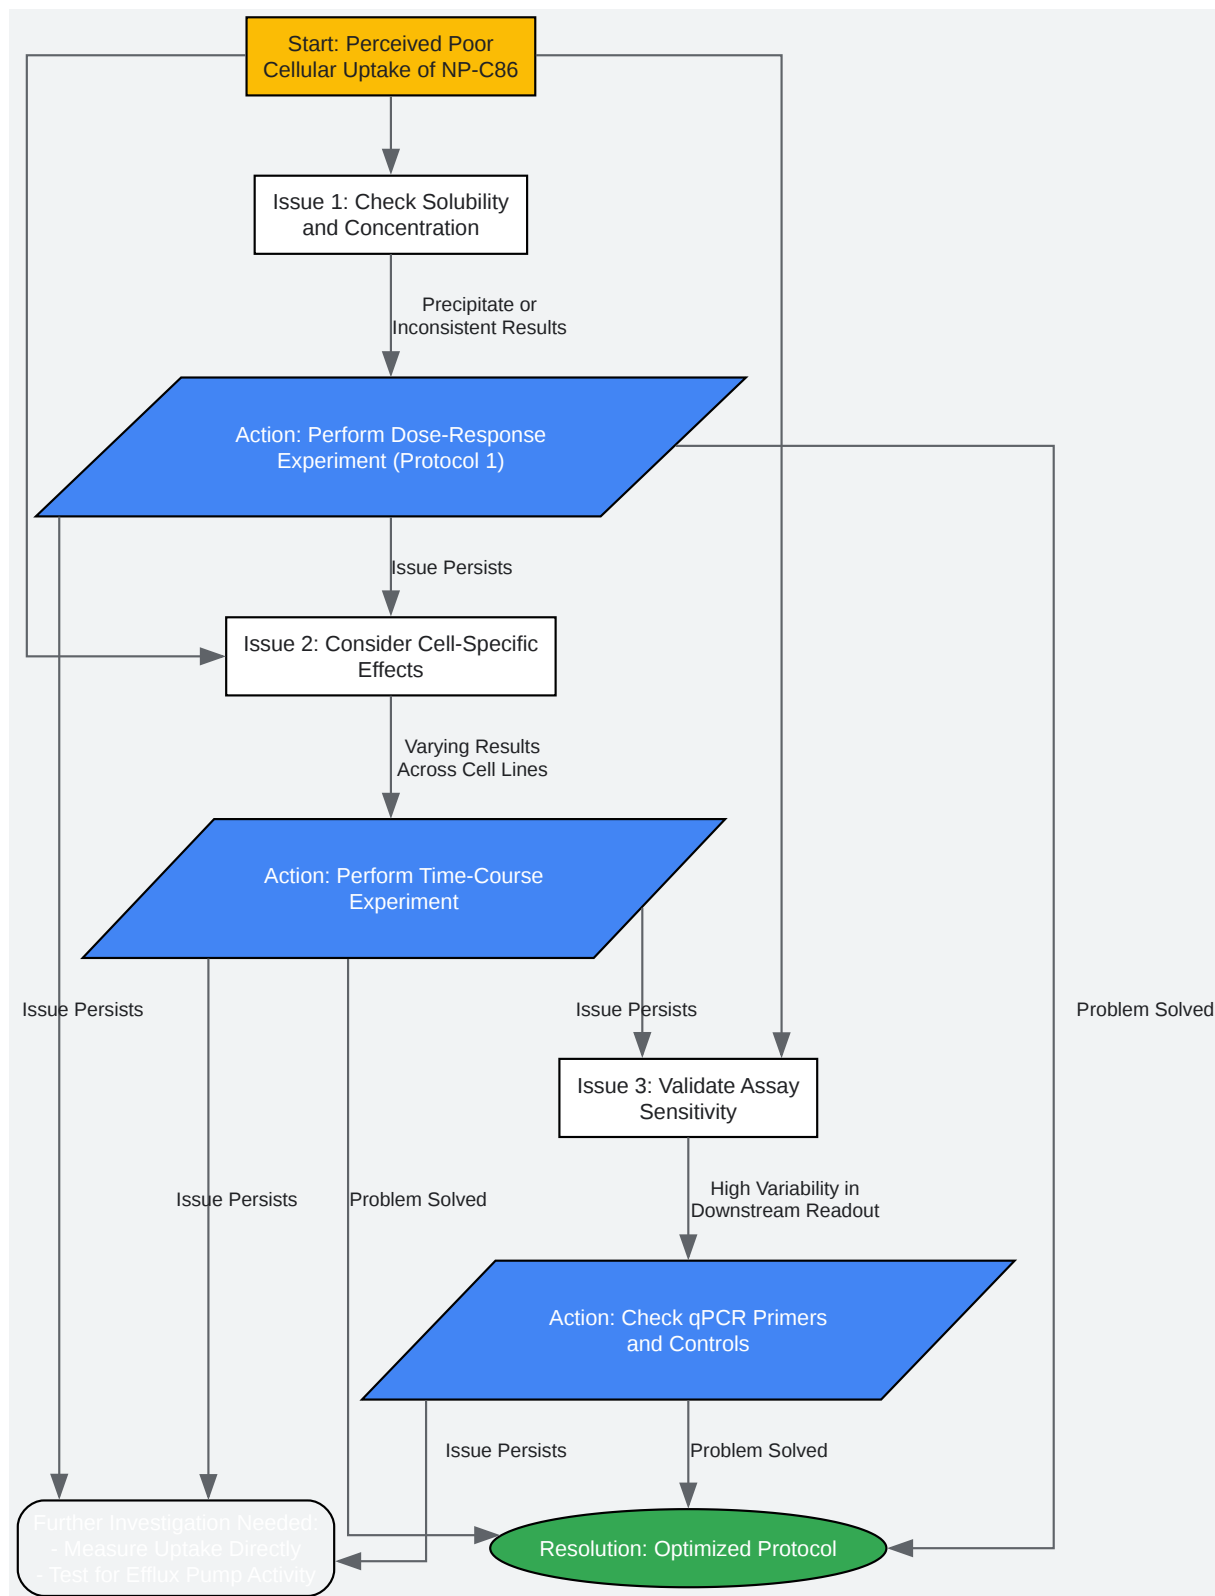 Start: Perceived Poor
Cellular Uptake of NP-C86
Issue 1: Check Solubility
and Concentration
Precipitate or
Inconsistent Results
Action: Perform Dose-Response
Experiment (Protocol 1)
Issue Persists
Issue 2: Consider Cell-Specific
Effects
Varying Results
Across Cell Lines
Action: Perform Time-Course
Experiment
Issue Persists
Issue Persists
Problem Solved
Issue 3: Validate Assay
Sensitivity
Issue Persists
Problem Solved
High Variability in
Downstream Readout
Action: Check qPCR Primers
and Controls
Issue Persists
Problem Solved
Further Investigation Needed:
- Measure Uptake Directly
- Test for Efflux Pump Activity
Resolution: Optimized Protocol